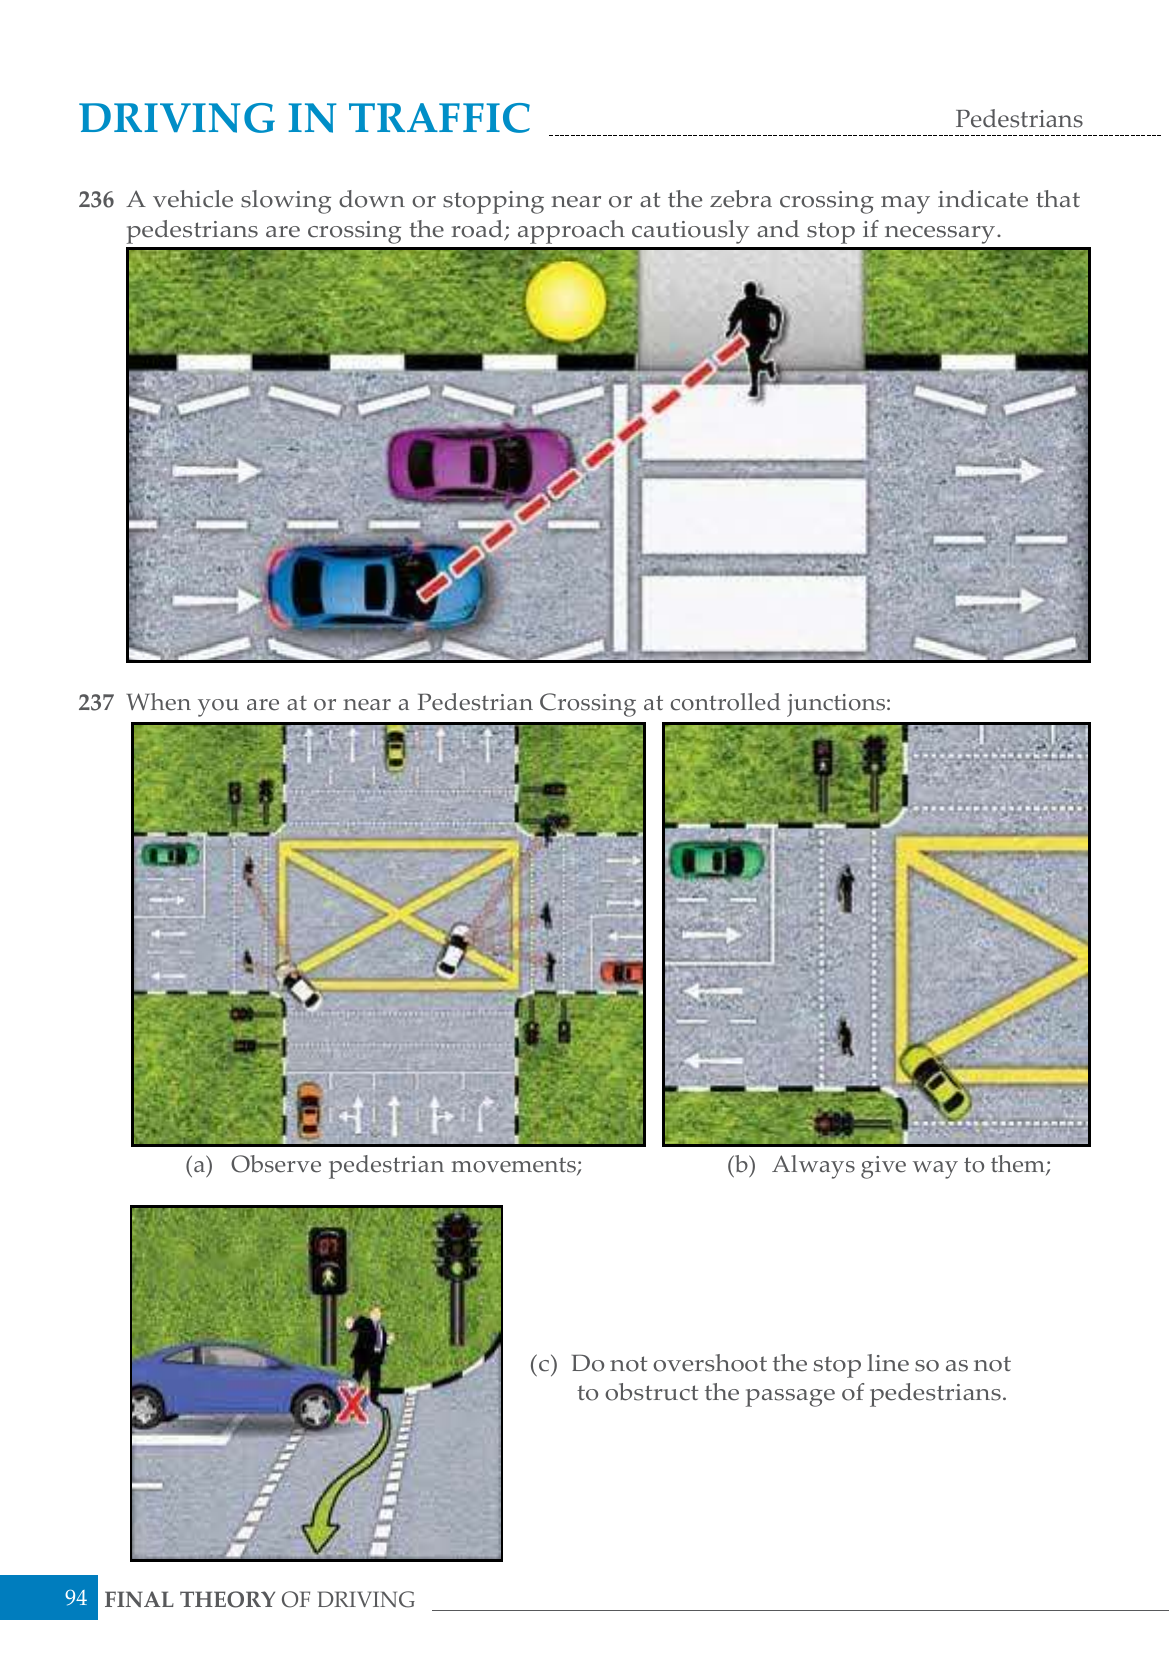 DRIVING IN TRAFFIC
Pedestrians
236 A vehicle slowing down or stopping near or at the zebra crossing may indicate that
pedestrians are crossing the road; approach cautiously and stop if necessary.
237 When you are at or near a Pedestrian Crossing at controlled junctions:
(a) Observe pedestrian movements;
(b) Always give way to them;
07
X
(c) Do not overshoot the stop line so as not
to obstruct the passage of pedestrians.
94 FINAL THEORY OF DRIVING